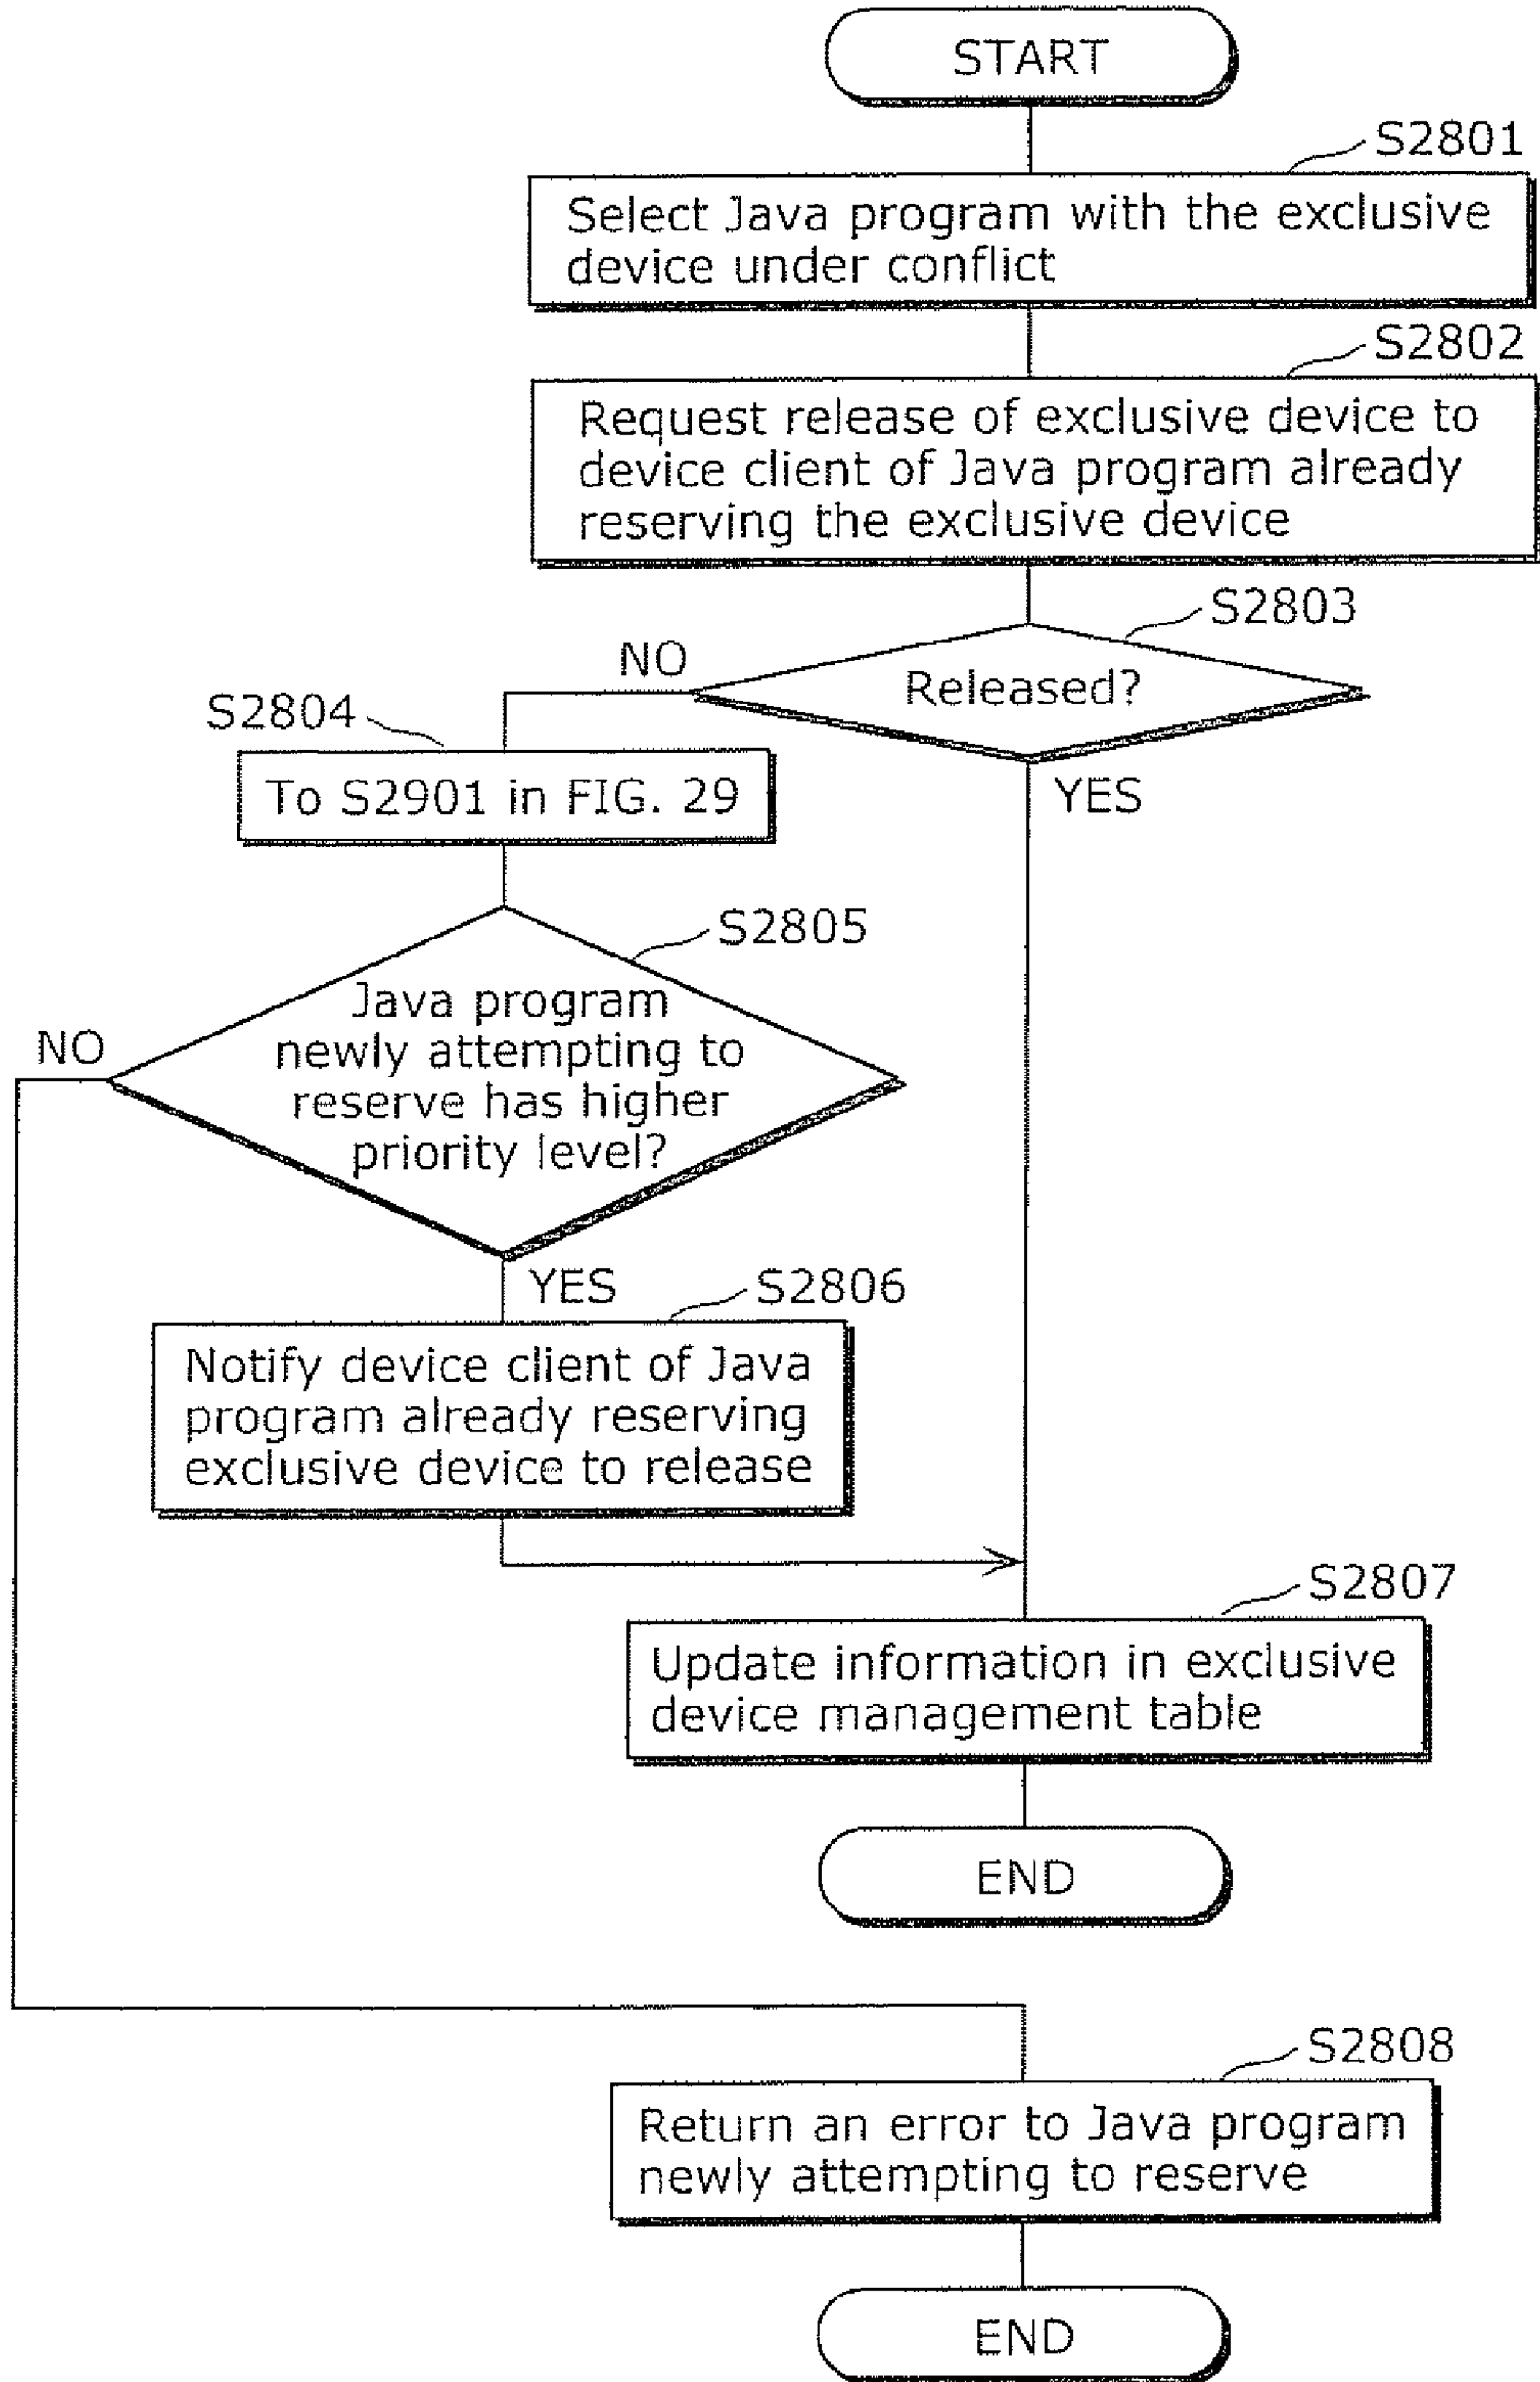 START
S2801
Select Java program with the exclusive
device under conflict
S2802
Request release of exclusive device to
device client of Java program already
reserving the exclusive device
S2803
NO
Released?
S2804
To S2901 in FIG. 29
YES
S2805
Java program
newly attempting to
reserve has higher
priority level?
NO
YES
S2806
Notify device client of Java
program already reserving
exclusive device to release
S2807
Update information in exclusive
device management table
END
S2808
Return an error to Java program
newly attempting to reserve
END